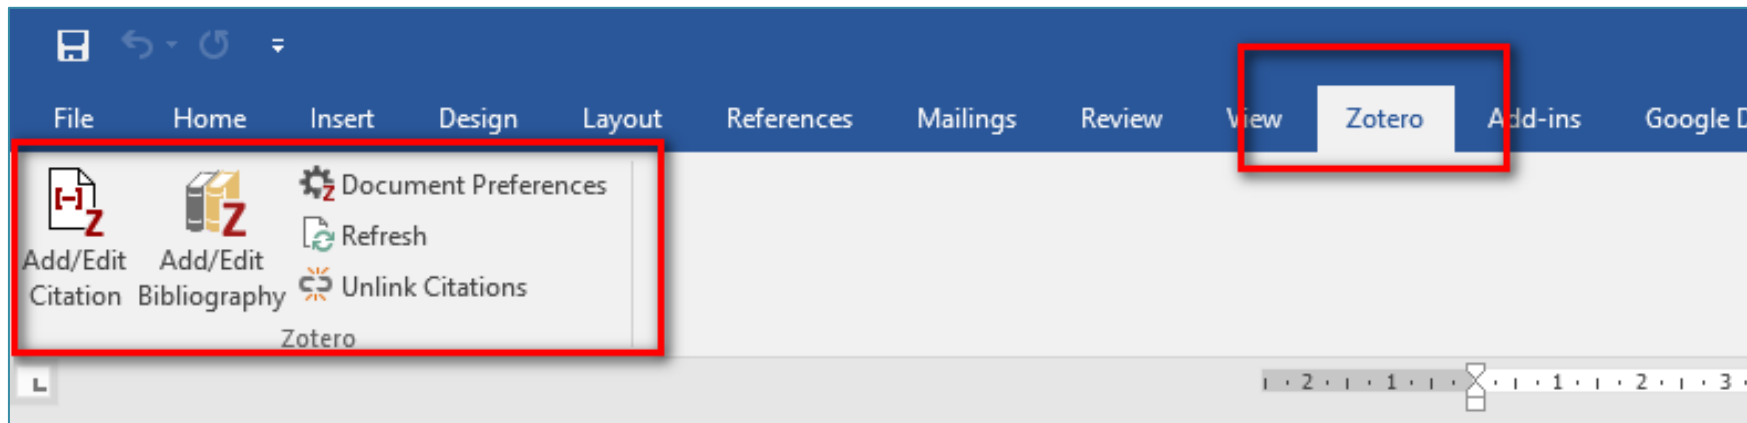 File Home Insert Design Layout References Mailings Review View Zotero Add-ins Google D
Document Preferences
Refresh
Add/Edit Citation
Add/Edit Bibliography
Unlink Citations
Zotero
2 1 1 2 3